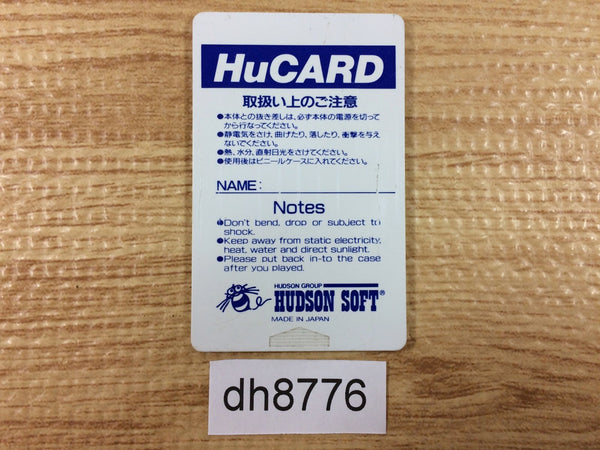 HuCARD
取扱い上のご注意
●本体との抜き差しは、必ず本体の電源を切って
から行なってください。
●静電気をさけ、曲げたり、落したり、衝撃を与え
ないでください。
●熱、水分、直射日光をさけてください。
●使用後はビニールケースに入れてください。
NAME:
Notes
●Don't bend, drop or subject to
shock.
●Keep away from static electricity,
heat, water and direct sunlight.
●Please put back in-to the case
after you played.
HUDSON GROUP
HUDSON SOFT®
MADE IN JAPAN
dh8776